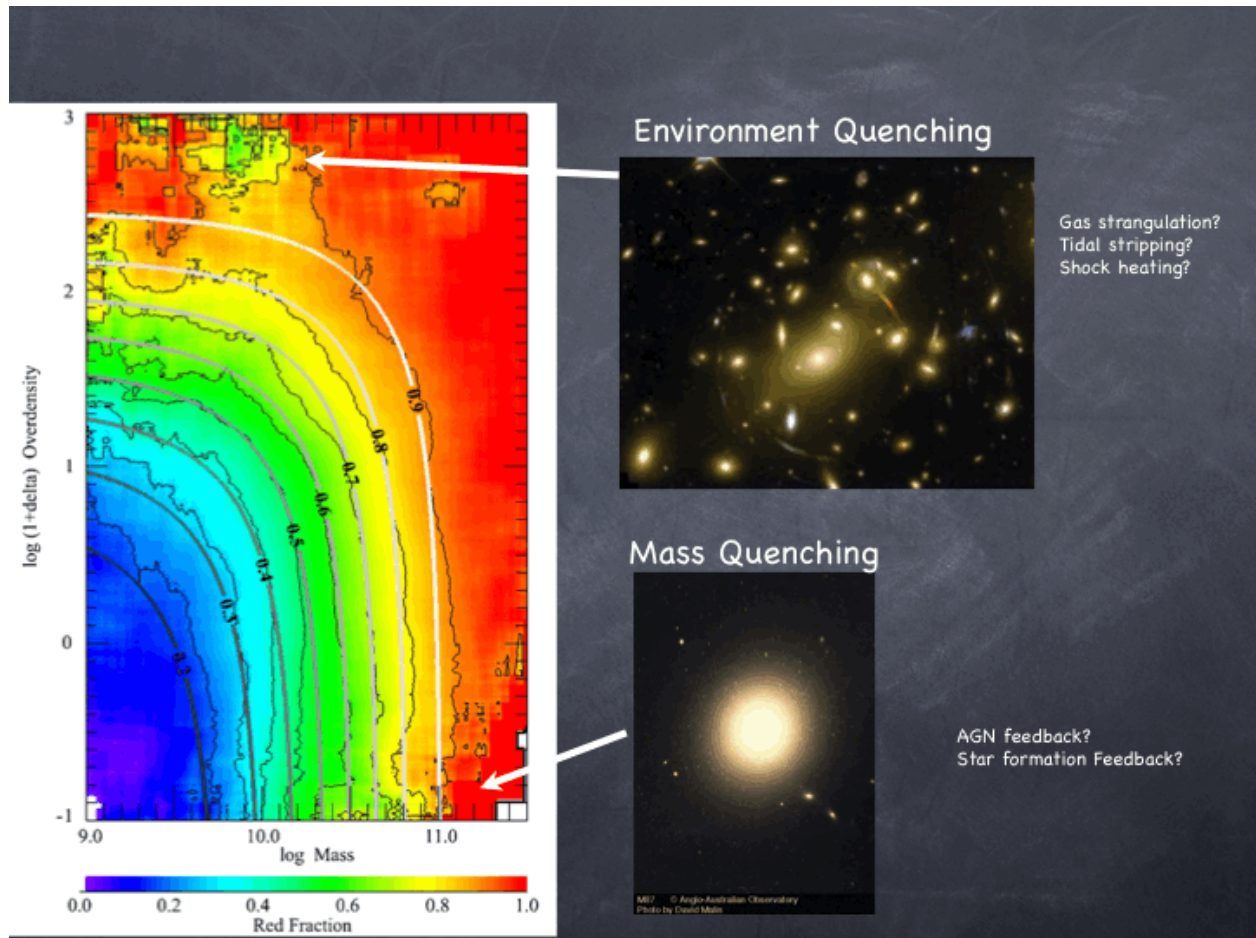 Environment Quenching
Gas strangulation?
Tidal stripping?
Shock heating?
Mass Quenching
AGN feedback?
Star formation Feedback?
M87 © Anglo-Australian Observatory
Photo by David Malin
3
2
1
0
-1
log (1+delta) Overdensity
0.9
0.8
0.7
0.6
0.5
0.4
0.3
0.2
9.0 10.0 11.0
log Mass
0.0 0.2 0.4 0.6 0.8 1.0
Red Fraction